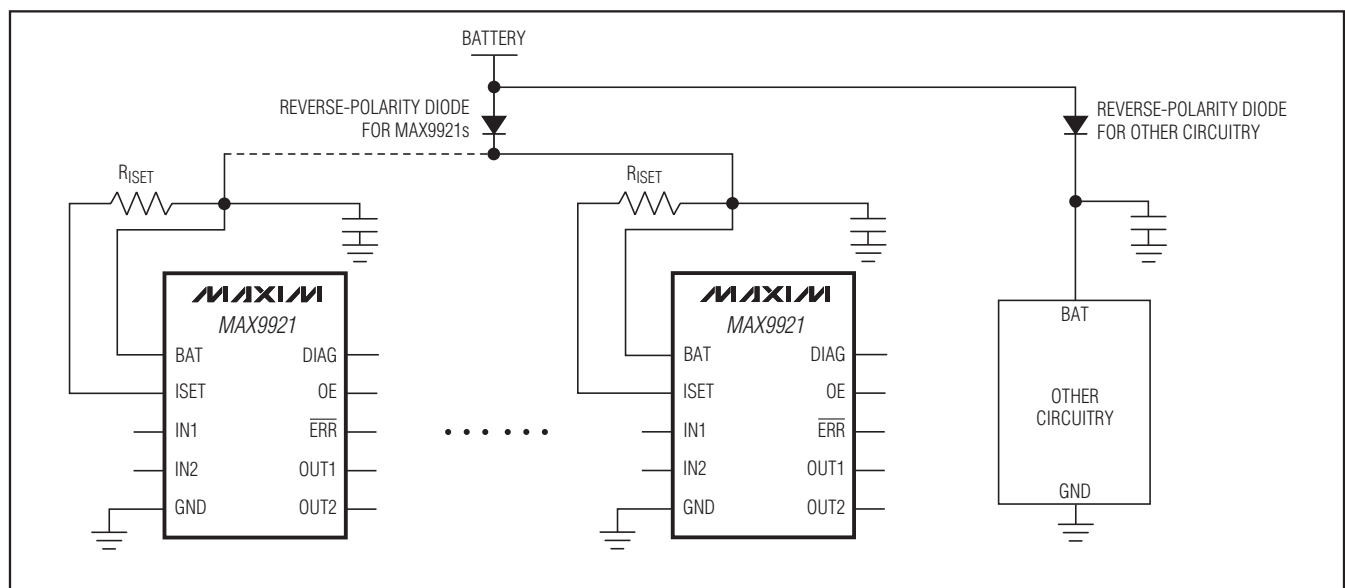 BATTERY
REVERSE-POLARITY DIODE
FOR MAX9921s
REVERSE-POLARITY DIODE
FOR OTHER CIRCUITRY
RISET
RISET
MAXIM
MAX9921
BAT
ISET
IN1
IN2
GND
DIAG
OE
ERR
OUT1
OUT2
MAXIM
MAX9921
BAT
ISET
IN1
IN2
GND
DIAG
OE
ERR
OUT1
OUT2
BAT
OTHER
CIRCUITRY
GND